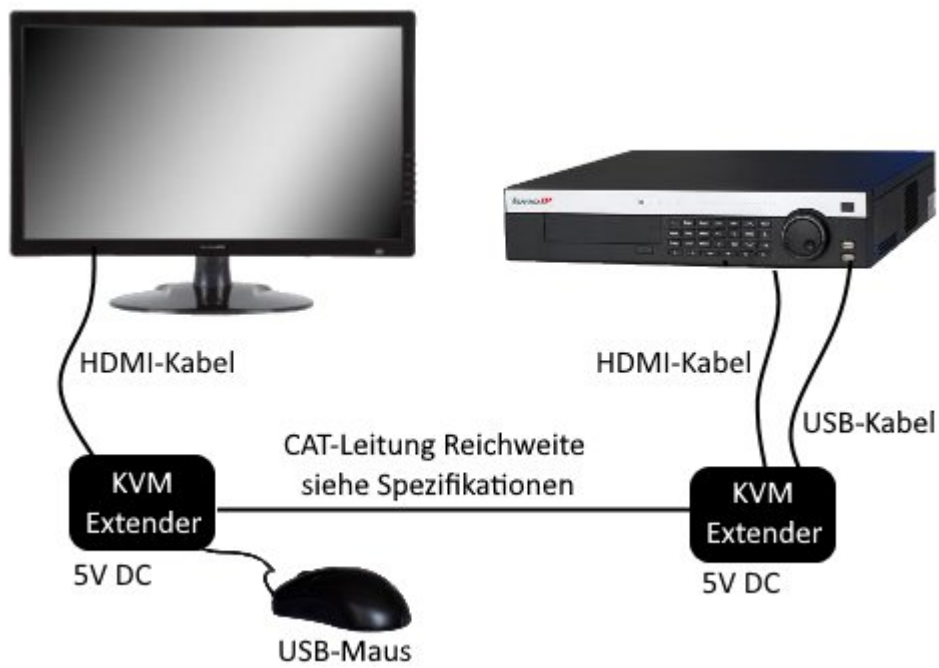 HDMI-Kabel
HDMI-Kabel
USB-Kabel
CAT-Leitung Reichweite
siehe Spezifikationen
KVM
Extender
KVM
Extender
5V DC
5V DC
USB-Maus